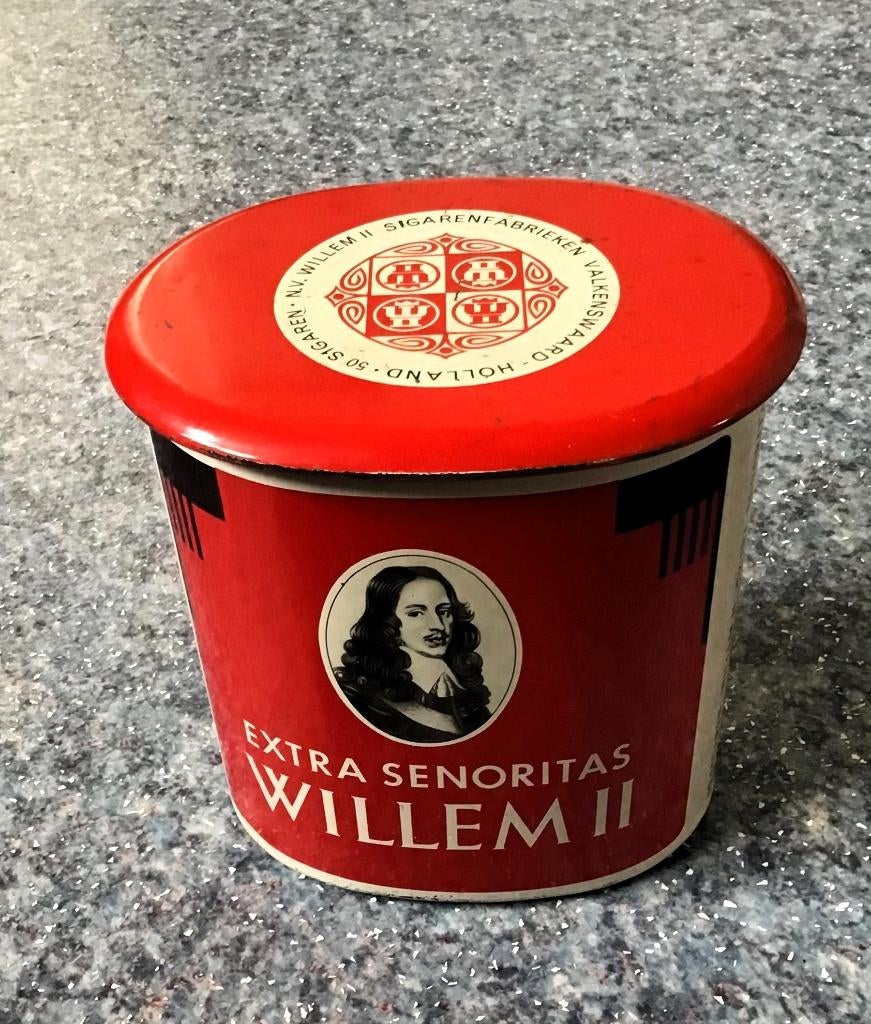 50 SIGAREN · N.V. WILLEM II SIGARENFABRIEKEN VALKENSWAARD - HOLLAND ·
EXTRA SENORITAS
WILLEM II